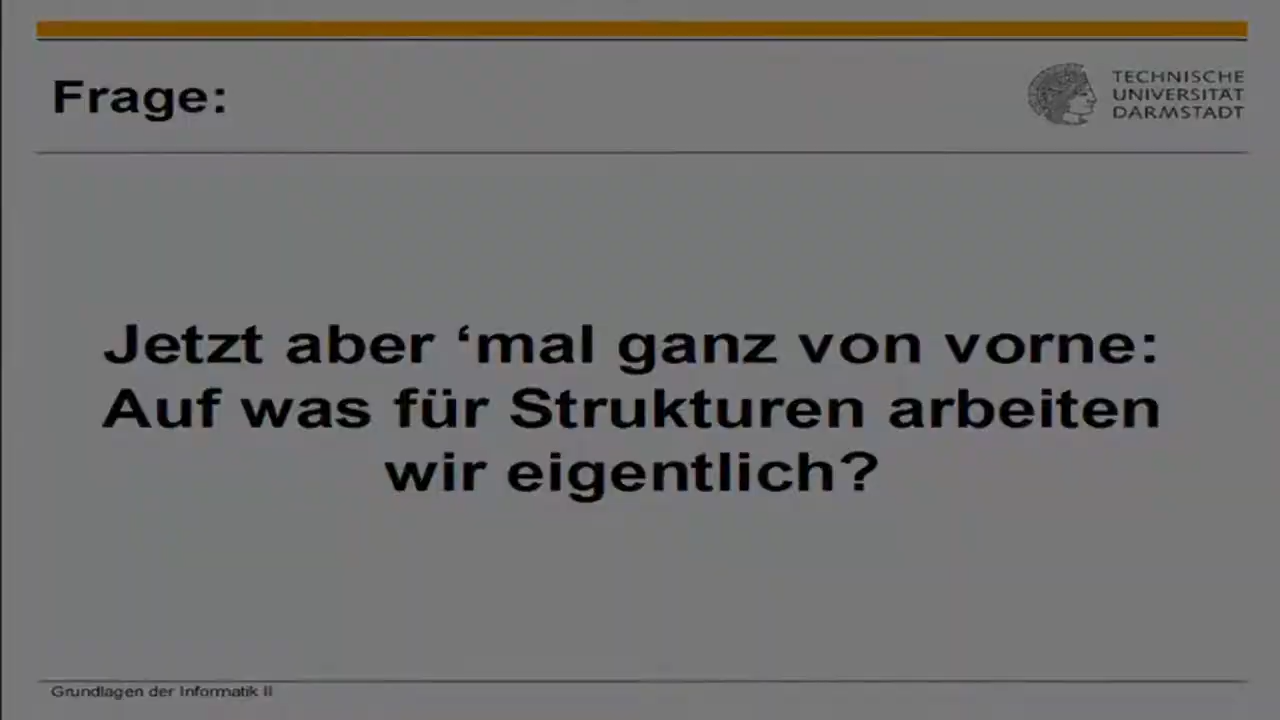 Frage:
TECHNISCHE
UNIVERSITÄT
DARMSTADT
Jetzt aber ‘mal ganz von vorne:
Auf was für Strukturen arbeiten
wir eigentlich?
Grundlagen der Informatik II